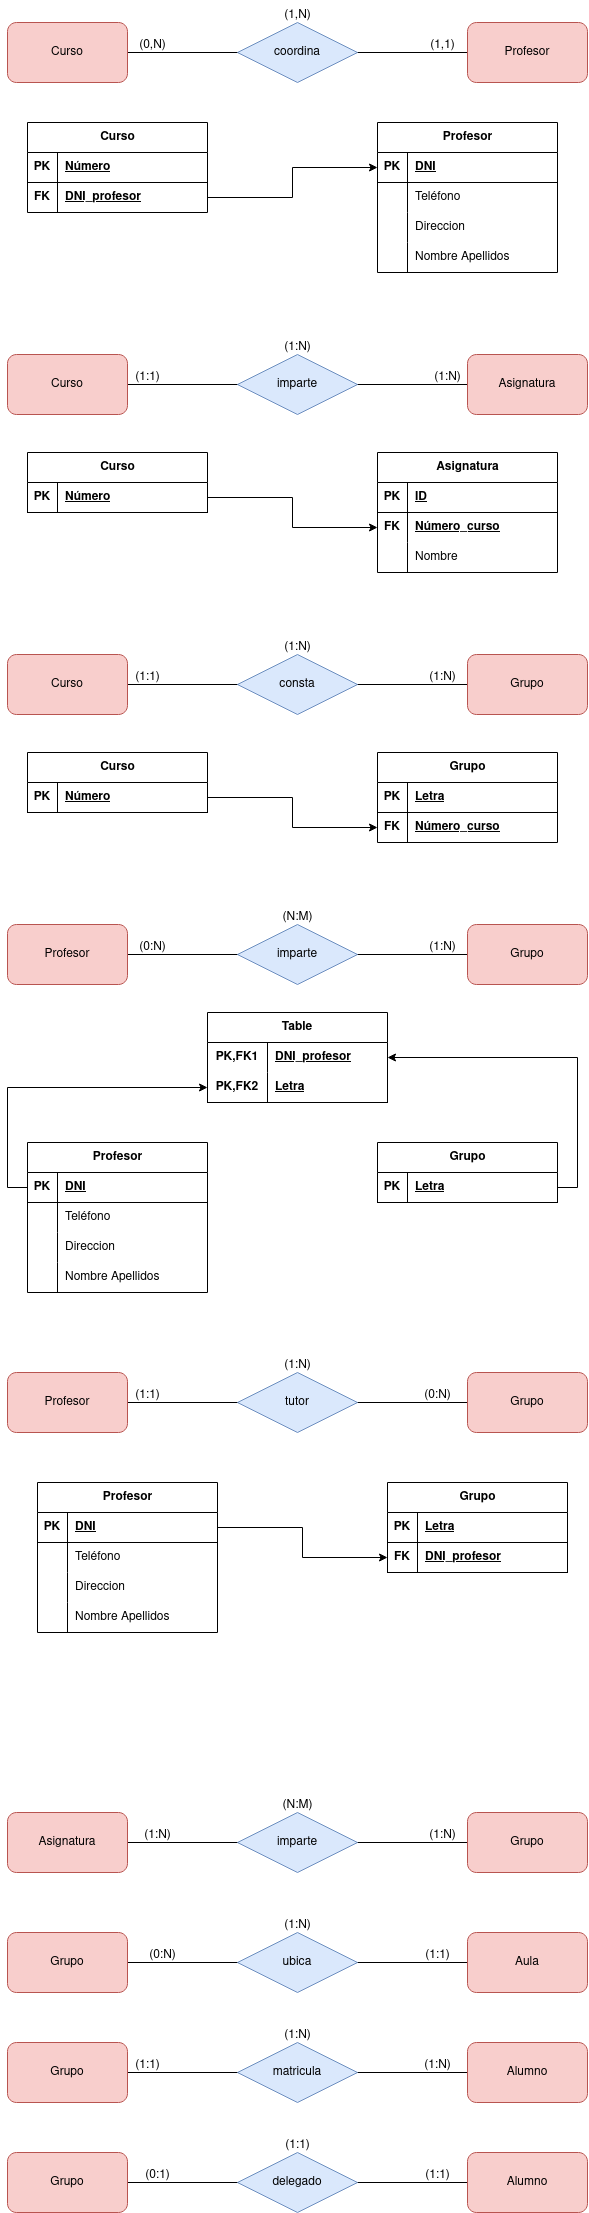 (1,N)
Curso (0,N) coordina (1,1) Profesor
Curso Profesor
PK Número PK DNI
FK DNI_profesor Teléfono
Direccion
Nombre Apellidos
(1:N)
Curso (1:1) imparte (1:N) Asignatura
Curso Asignatura
PK Número PK ID
FK Número_curso
Nombre
(1:N)
Curso (1:1) consta (1:N) Grupo
Curso Grupo
PK Número PK Letra
FK Número_curso
(N:M)
Profesor (0:N) imparte (1:N) Grupo
Table
PK,FK1 DNI_profesor
PK,FK2 Letra
Profesor Grupo
PK DNI PK Letra
Teléfono
Direccion
Nombre Apellidos
(1:N)
Profesor (1:1) tutor (0:N) Grupo
Profesor Grupo
PK DNI PK Letra
Teléfono FK DNI_profesor
Direccion
Nombre Apellidos
(N:M)
Asignatura (1:N) imparte (1:N) Grupo
(1:N)
Grupo (0:N) ubica (1:1) Aula
(1:N)
Grupo (1:1) matricula (1:N) Alumno
(1:1)
Grupo (0:1) delegado (1:1) Alumno